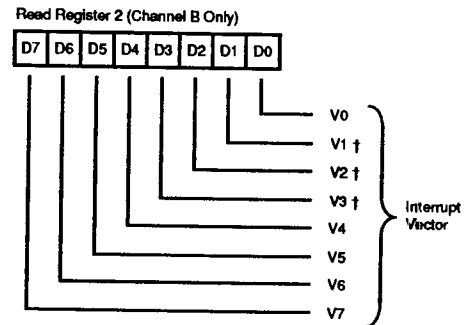 Read Register 2 (Channel B Only)
D7 D6 D5 D4 D3 D2 D1 D0
V0
V1 †
V2 †
V3 †
V4
V5
V6
V7
Interrupt
Vector